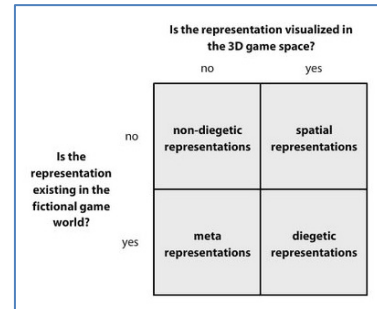 Is the representation visualized in
the 3D game space?
no yes
no
non-diegetic
representations
spatial
representations
Is the
representation
existing in the
fictional game
world?
yes
meta
representations
diegetic
representations